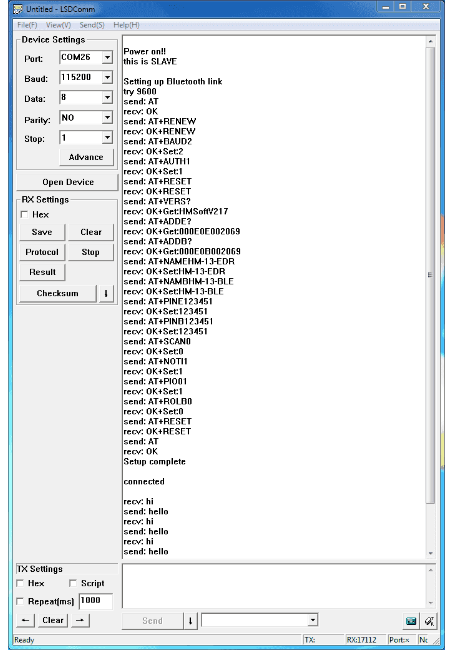 Untitled - LSDComm
File(F) View(V) Send(S) Help(H)
Device Settings
Port: COM26
Baud: 115200
Data: 8
Parity: NO
Stop: 1
Advance
Open Device
RX Settings
Hex
Save Clear
Protocol Stop
Result
Checksum
Power on!!
this is SLAVE
Setting up Bluetooth link
try 9600
send: AT
recv: OK
send: AT+RENEW
recv: OK+RENEW
send: AT+BAUD2
recv: OK+Set:2
send: AT+AUTH1
recv: OK+Set:1
send: AT+RESET
recv: OK+RESET
send: AT+VERS?
recv: OK+Get:HMSoftV217
send: AT+ADDE?
recv: OK+Get:000E0E002069
send: AT+ADDB?
recv: OK+Get:000E0B002069
send: AT+NAMEHM-13-EDR
recv: OK+Set:HM-13-EDR
send: AT+NAMBHM-13-BLE
recv: OK+Set:HM-13-BLE
send: AT+PINE123451
recv: OK+Set:123451
send: AT+PINB123451
recv: OK+Set:123451
send: AT+SCAN0
recv: OK+Set:0
send: AT+NOTI1
recv: OK+Set:1
send: AT+PIO01
recv: OK+Set:1
send: AT+ROLB0
recv: OK+Set:0
send: AT+RESET
recv: OK+RESET
send: AT
recv: OK
Setup complete
connected
recv: hi
send: hello
recv: hi
send: hello
recv: hi
send: hello
TX Settings
Hex Script
Repeat(ms) 1000
Clear
Send
Ready TX: RX:17112 Port:× Nc